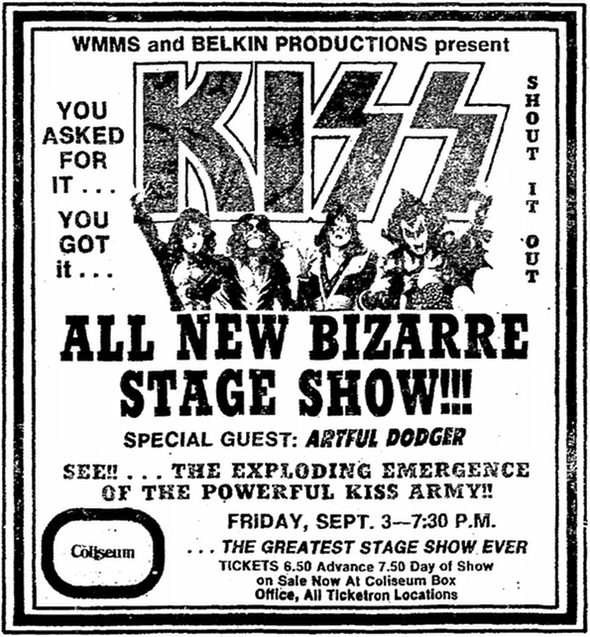 WMMS and BELKIN PRODUCTIONS present
KISS
YOU
ASKED
FOR
IT . . .
YOU
GOT
it . . .
SHOUT IT OUT
ALL NEW BIZARRE
STAGE SHOW!!!
SPECIAL GUEST: ARTFUL DODGER
SEE!! . . . THE EXPLODING EMERGENCE
OF THE POWERFUL KISS ARMY!!
Coliseum
FRIDAY, SEPT. 3—7:30 P.M.
. . . THE GREATEST STAGE SHOW EVER
TICKETS 6.50 Advance 7.50 Day of Show
on Sale Now At Coliseum Box
Office, All Ticketron Locations